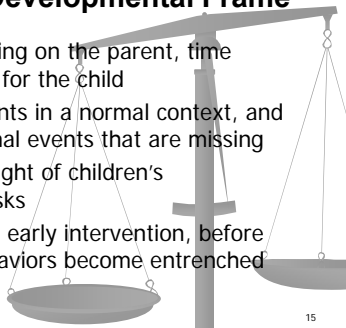 Developmental Frame
ing on the parent, time
for the child
nts in a normal context, and
nal events that are missing
ght of children's
sks
early intervention, before
aviors become entrenched
15